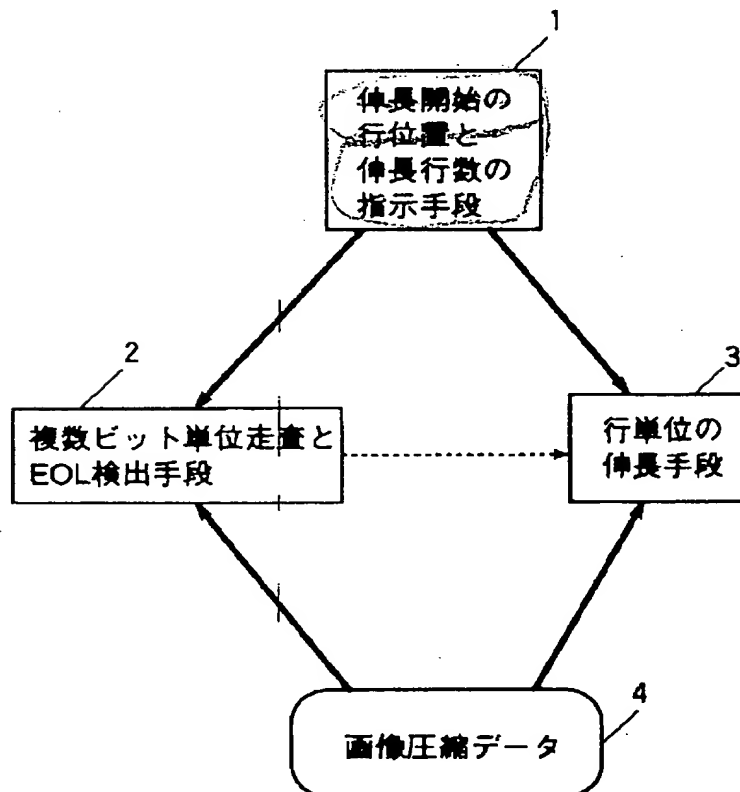 1
伸長開始の
行位置と
伸長行数の
指示手段
2
複数ビット単位走査と
EOL検出手段
3
行単位の
伸長手段
4
画像圧縮データ